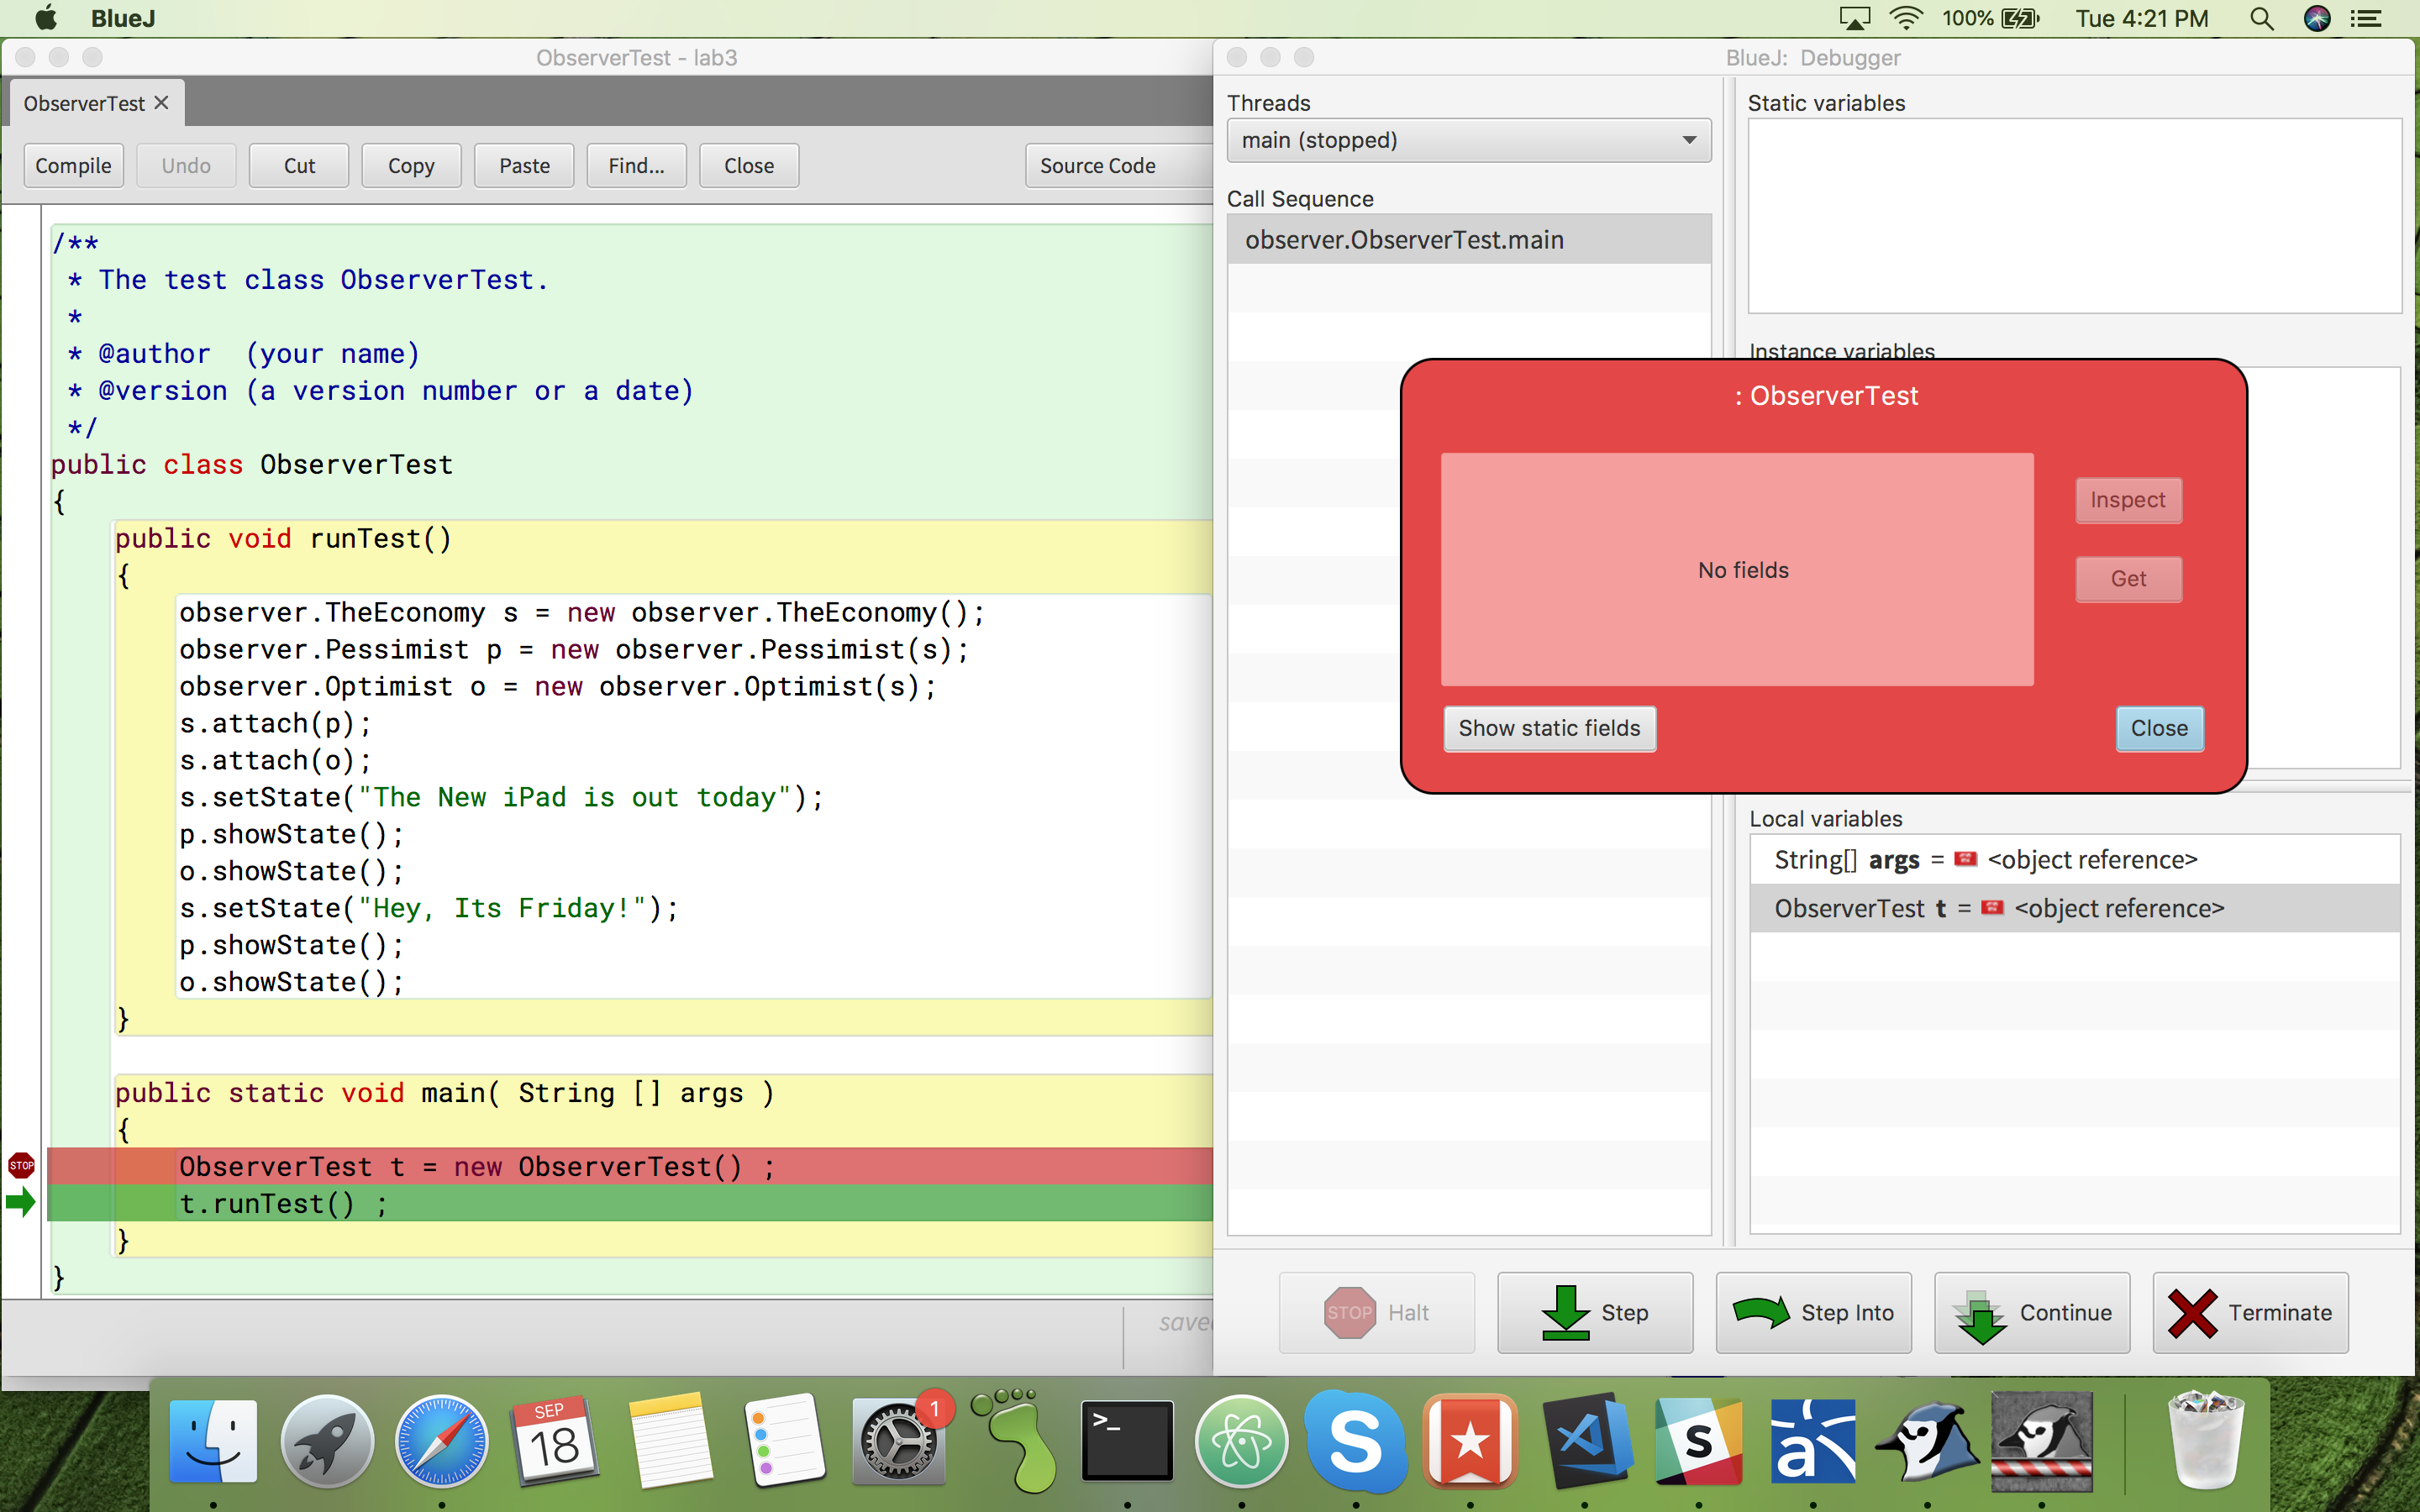 BlueJ
100%
Tue 4:21 PM
ObserverTest - lab3
ObserverTest
Compile
Undo
Cut
Copy
Paste
Find...
Close
Source Code
/**
* The test class ObserverTest.
*
* @author  (your name)
* @version (a version number or a date)
*/
public class ObserverTest
{
public void runTest()
{
observer.TheEconomy s = new observer.TheEconomy();
observer.Pessimist p = new observer.Pessimist(s);
observer.Optimist o = new observer.Optimist(s);
s.attach(p);
s.attach(o);
s.setState("The New iPad is out today");
p.showState();
o.showState();
s.setState("Hey, Its Friday!");
p.showState();
o.showState();
}
public static void main( String [] args )
{
STOP
ObserverTest t = new ObserverTest() ;
t.runTest() ;
}
}
save
BlueJ:  Debugger
Threads
main (stopped)
Call Sequence
observer.ObserverTest.main
Static variables
Instance variables
: ObserverTest
No fields
Inspect
Get
Show static fields
Close
Local variables
String[] args = <object reference>
ObserverTest t = <object reference>
STOP
Halt
Step
Step Into
Continue
Terminate
SEP
18
1
>_
S
S
a